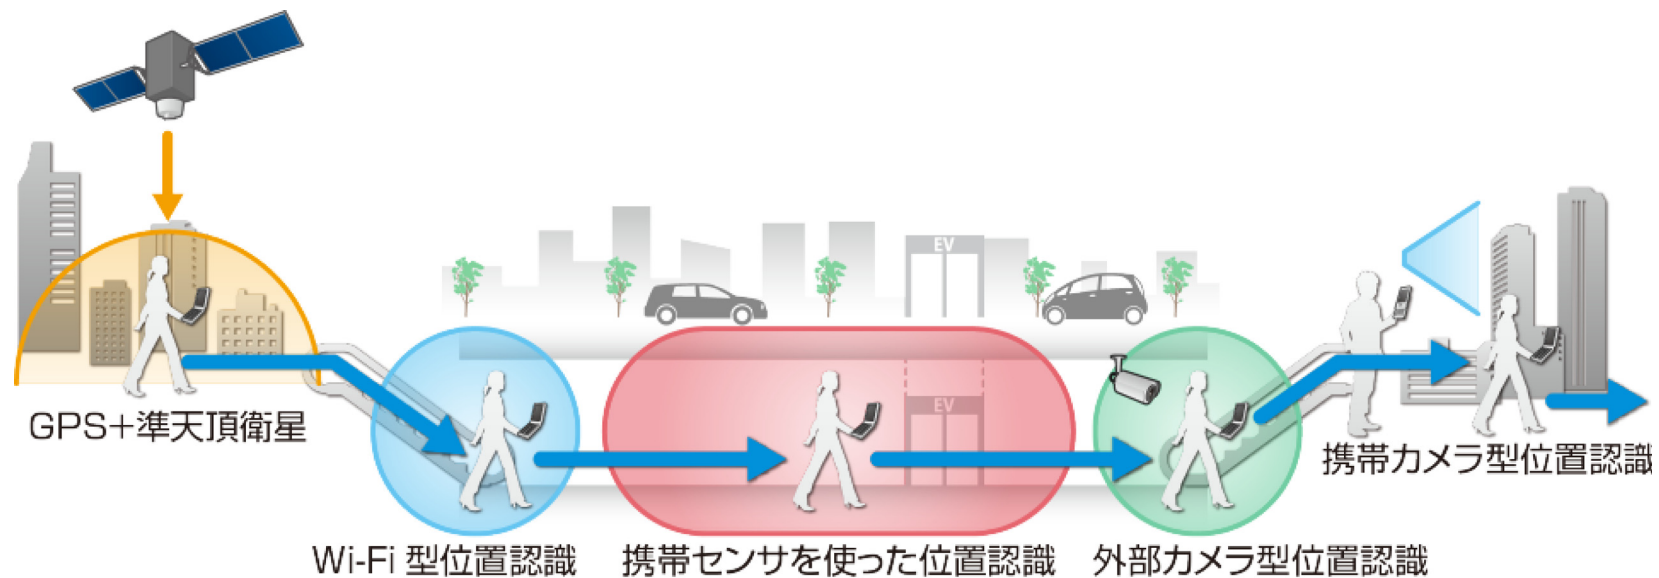 EV
EV
GPS+準天頂衛星
携帯カメラ型位置認識
Wi-Fi 型位置認識
携帯センサを使った位置認識
外部カメラ型位置認識